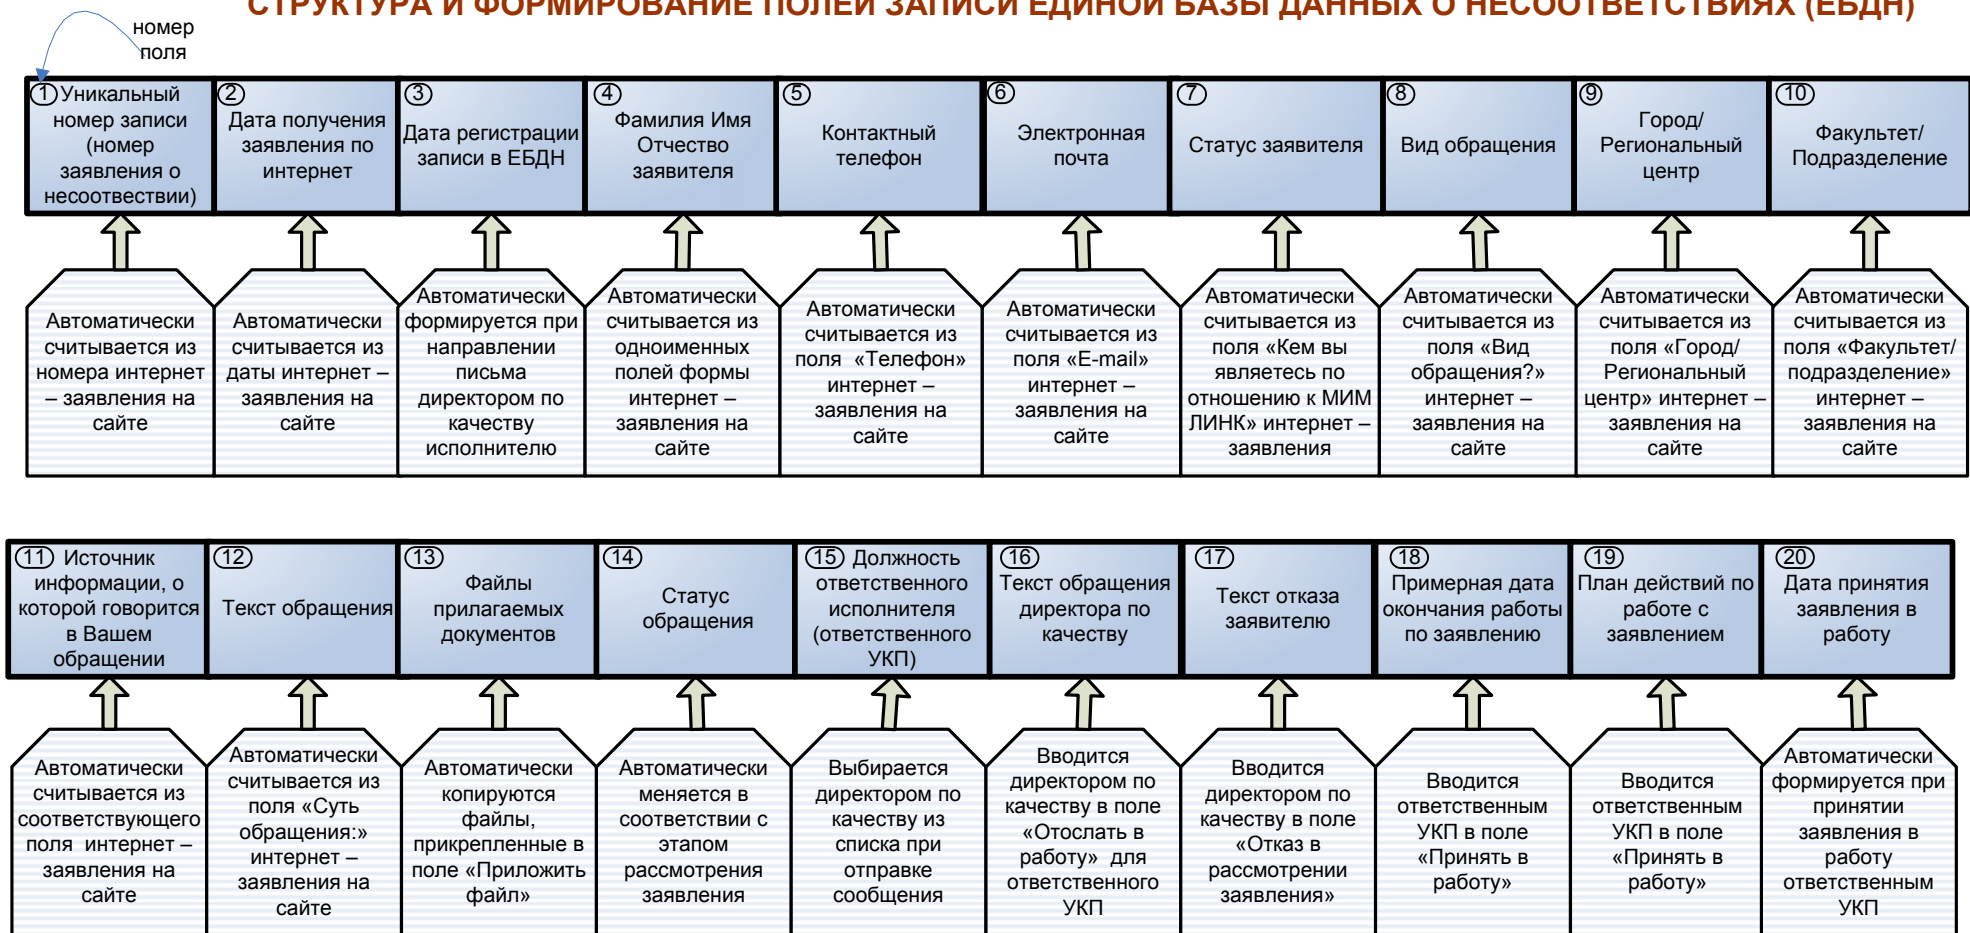 СТРУКТУРА И ФОРМИРОВАНИЕ ПОЛЕЙ ЗАПИСИ ЕДИНОЙ БАЗЫ ДАННЫХ О НЕСООТВЕТСТВИЯХ (ЕБДН)
номер
поля
1 Уникальный
номер записи
(номер
заявления о
несоотвествии)
2
Дата получения
заявления по
интернет
3
Дата регистрации
записи в ЕБДН
4
Фамилия Имя
Отчество
заявителя
5
Контактный
телефон
6
Электронная
почта
7
Статус заявителя
8
Вид обращения
9
Город/
Региональный
центр
10
Факультет/
Подразделение
Автоматически
считывается из
номера интернет
– заявления на
сайте
Автоматически
считывается из
даты интернет –
заявления на
сайте
Автоматически
формируется при
направлении
письма
директором по
качеству
исполнителю
Автоматически
считывается из
одноименных
полей формы
интернет –
заявления на
сайте
Автоматически
считывается из
поля «Телефон»
интернет –
заявления на
сайте
Автоматически
считывается из
поля «E-mail»
интернет –
заявления на
сайте
Автоматически
считывается из
поля «Кем вы
являетесь по
отношению к МИМ
ЛИНК» интернет –
заявления
Автоматически
считывается из
поля «Вид
обращения?»
интернет –
заявления на
сайте
Автоматически
считывается из
поля «Город/
Региональный
центр» интернет –
заявления на
сайте
Автоматически
считывается из
поля «Факультет/
подразделение»
интернет –
заявления на
сайте
11 Источник
информации, о
которой говорится
в Вашем
обращении
12
Текст обращения
13
Файлы
прилагаемых
документов
14
Статус
обращения
15 Должность
ответственного
исполнителя
(ответственного
УКП)
16
Текст обращения
директора по
качеству
17
Текст отказа
заявителю
18
Примерная дата
окончания работы
по заявлению
19
План действий по
работе с
заявлением
20
Дата принятия
заявления в
работу
Автоматически
считывается из
соответствующего
поля интернет –
заявления на
сайте
Автоматически
считывается из
поля «Суть
обращения:»
интернет –
заявления на
сайте
Автоматически
копируются
файлы,
прикрепленные в
поле «Приложить
файл»
Автоматически
меняется в
соответствии с
этапом
рассмотрения
заявления
Выбирается
директором по
качеству из
списка при
отправке
сообщения
Вводится
директором по
качеству в поле
«Отослать в
работу» для
ответственного
УКП
Вводится
директором по
качеству в поле
«Отказ в
рассмотрении
заявления»
Вводится
ответственным
УКП в поле
«Принять в
работу»
Вводится
ответственным
УКП в поле
«Принять в
работу»
Автоматически
формируется при
принятии
заявления в
работу
ответственным
УКП